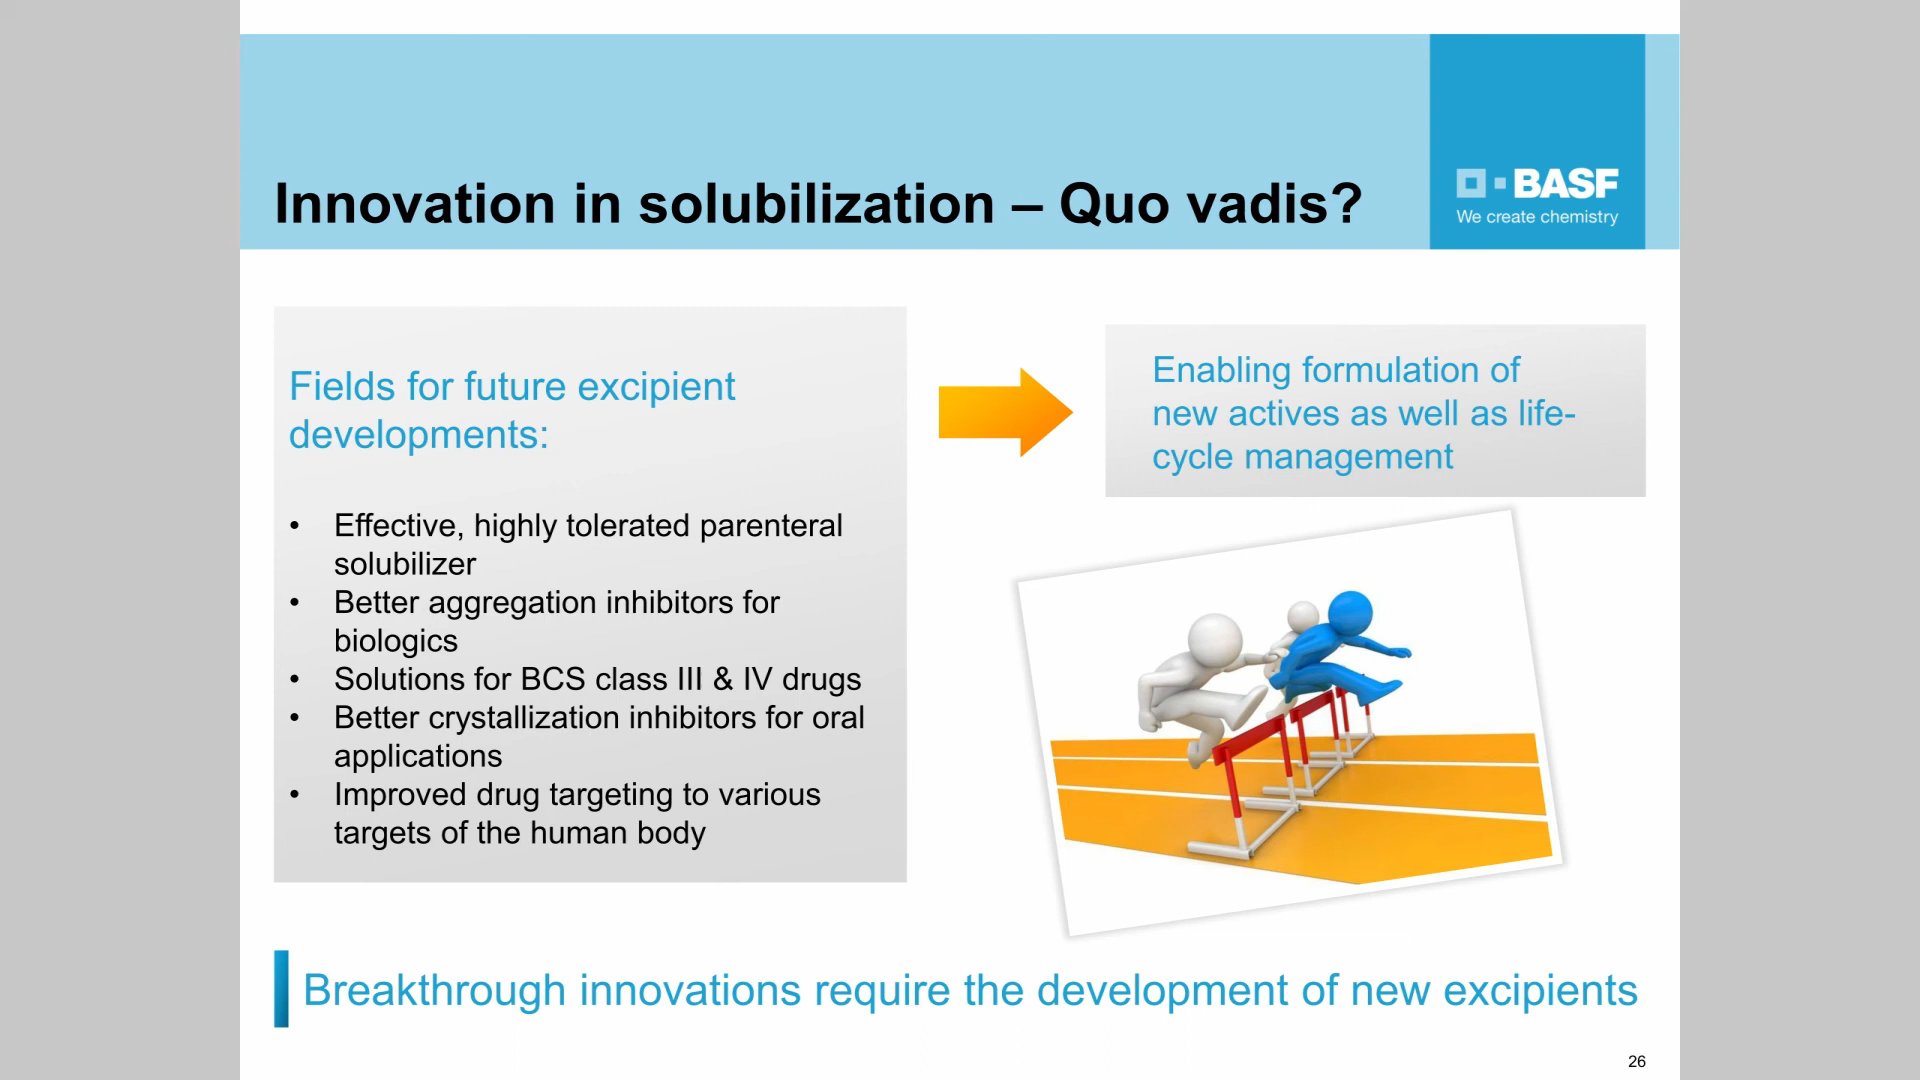 Innovation in solubilization – Quo vadis?
BASF
We create chemistry
Fields for future excipient
developments:
• Effective, highly tolerated parenteral
solubilizer
• Better aggregation inhibitors for
biologics
• Solutions for BCS class III & IV drugs
• Better crystallization inhibitors for oral
applications
• Improved drug targeting to various
targets of the human body
Enabling formulation of
new actives as well as life-
cycle management
Breakthrough innovations require the development of new excipients
26